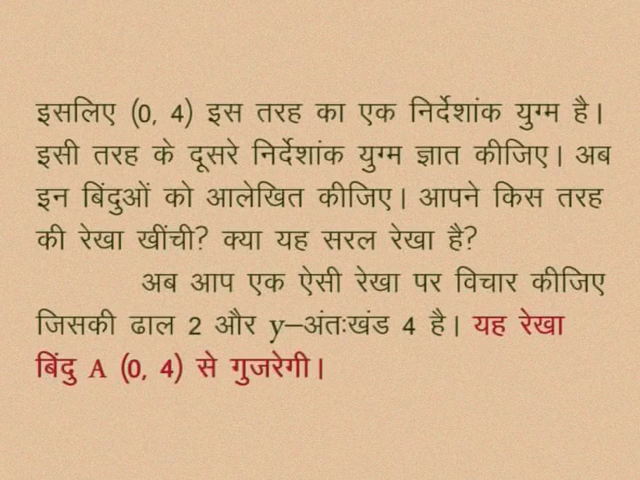 इसलिए (0, 4) इस तरह का एक निर्देशांक युग्म है।
इसी तरह के दूसरे निर्देशांक युग्म ज्ञात कीजिए। अब
इन बिंदुओं को आलेखित कीजिए। आपने किस तरह
की रेखा खींची? क्या यह सरल रेखा है?
अब आप एक ऐसी रेखा पर विचार कीजिए
जिसकी ढाल 2 और y–अंतःखंड 4 है। यह रेखा
बिंदु A (0, 4) से गुजरेगी।